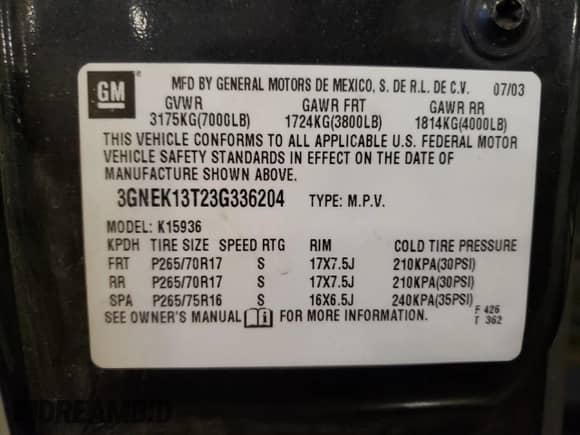 GM ®
MFD BY GENERAL MOTORS DE MEXICO, S. DE R.L. DE C.V. 07/03
GVWR GAWR FRT GAWR RR
3175KG(7000LB) 1724KG(3800LB) 1814KG(4000LB)
THIS VEHICLE CONFORMS TO ALL APPLICABLE U.S. FEDERAL MOTOR
VEHICLE SAFETY STANDARDS IN EFFECT ON THE DATE OF
MANUFACTURE SHOWN ABOVE.
3GNEK13T23G336204 TYPE: M.P.V.
MODEL: K15936
KPDH TIRE SIZE SPEED RTG RIM COLD TIRE PRESSURE
FRT P265/70R17 S 17X7.5J 210KPA(30PSI)
RR P265/70R17 S 17X7.5J 210KPA(30PSI)
SPA P265/75R16 S 16X6.5J 240KPA(35PSI)
SEE OWNER'S MANUAL FOR MORE INFORMATION. F 426
T 362
DREAMBID